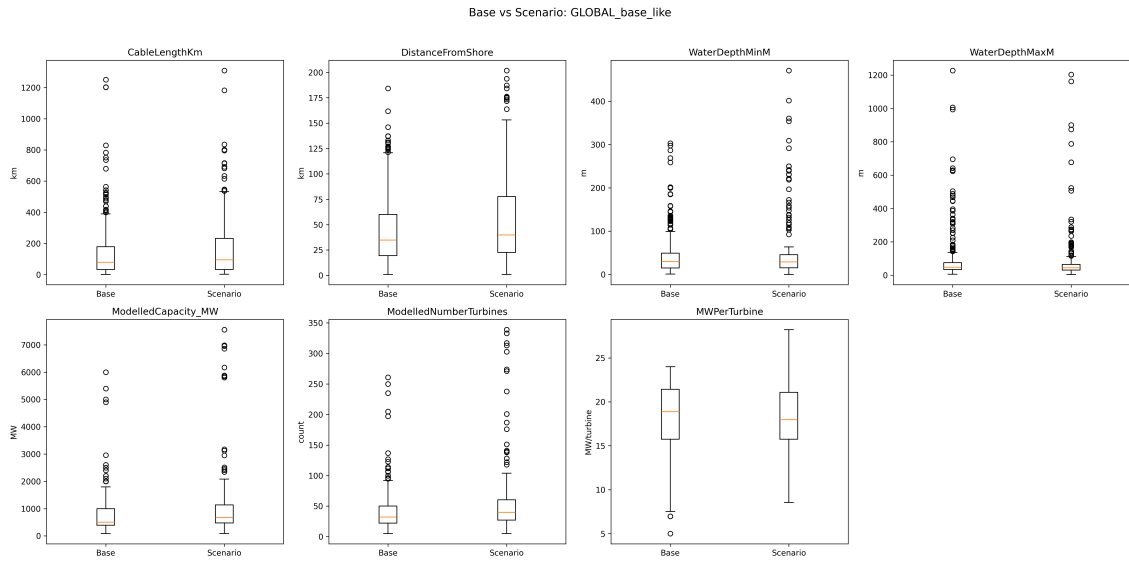 Base vs Scenario: GLOBAL_base_like
CableLengthKm
km
1200
1000
800
600
400
200
0
Base
Scenario
DistanceFromShore
km
200
175
150
125
100
75
50
25
0
Base
Scenario
WaterDepthMinM
m
400
300
200
100
0
Base
Scenario
WaterDepthMaxM
m
1200
1000
800
600
400
200
0
Base
Scenario
ModelledCapacity_MW
MW
7000
6000
5000
4000
3000
2000
1000
0
Base
Scenario
ModelledNumberTurbines
count
350
300
250
200
150
100
50
0
Base
Scenario
MWPerTurbine
MW/turbine
25
20
15
10
5
Base
Scenario